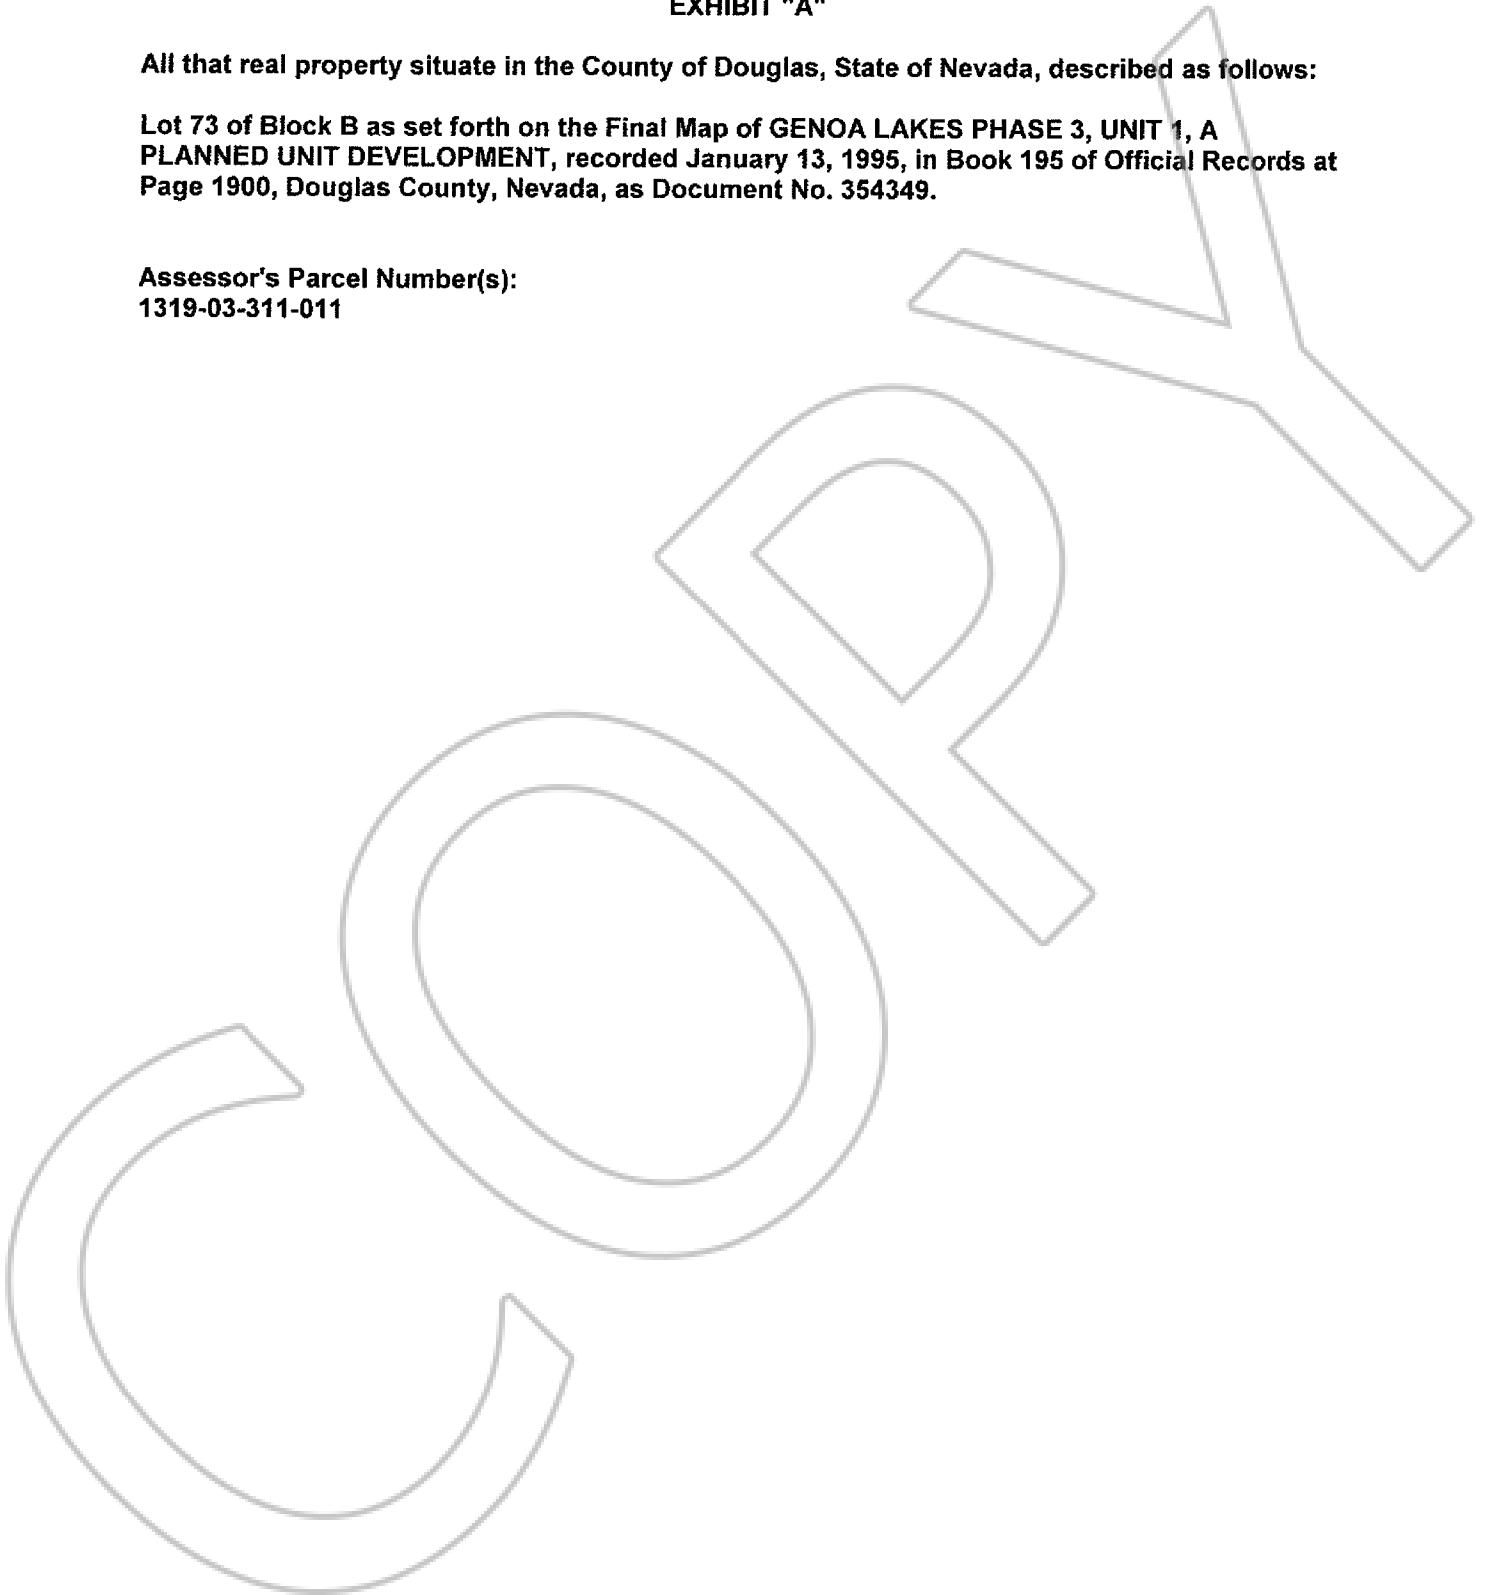 EXHIBIT "A"
All that real property situate in the County of Douglas, State of Nevada, described as follows:
Lot 73 of Block B as set forth on the Final Map of GENOA LAKES PHASE 3, UNIT 1, A
PLANNED UNIT DEVELOPMENT, recorded January 13, 1995, in Book 195 of Official Records at
Page 1900, Douglas County, Nevada, as Document No. 354349.
Assessor's Parcel Number(s):
1319-03-311-011
COPY